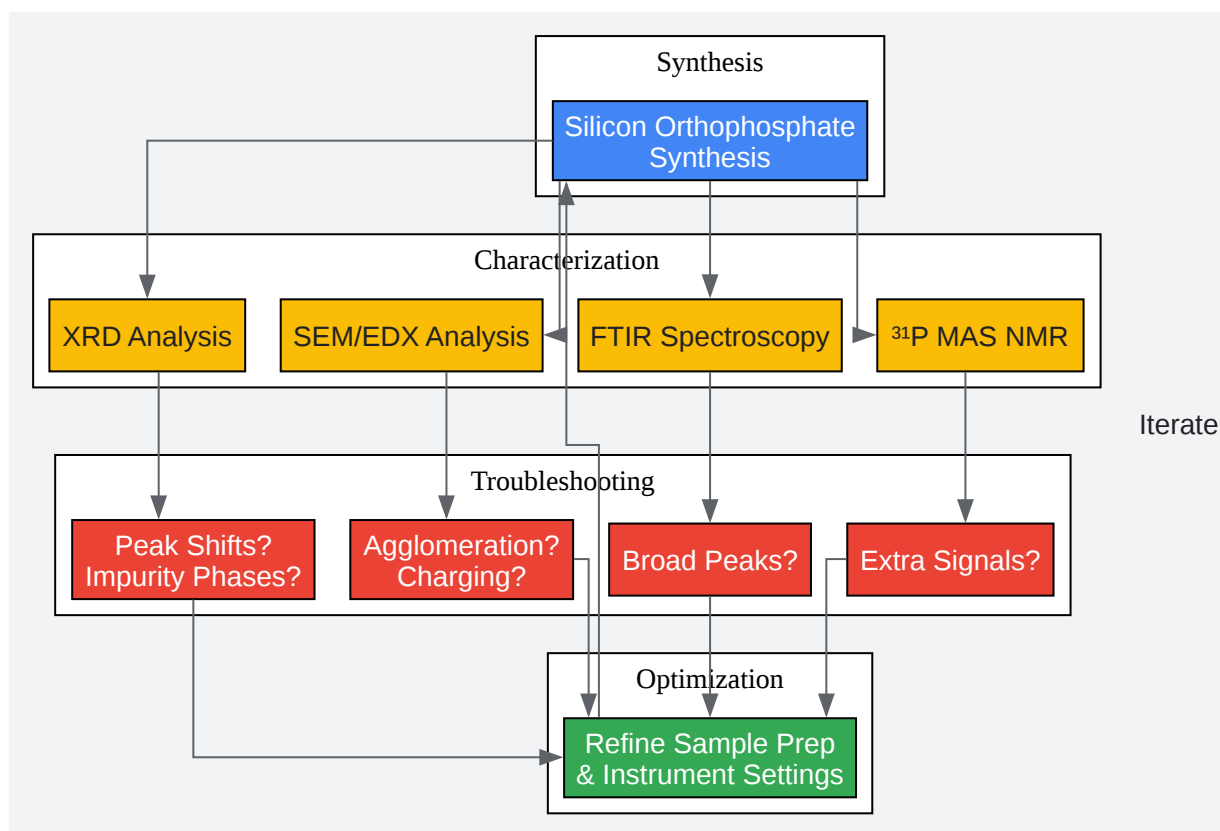 Synthesis
Silicon Orthophosphate
Synthesis
Characterization
XRD Analysis
SEM/EDX Analysis
FTIR Spectroscopy
³¹P MAS NMR
Iterate
Troubleshooting
Peak Shifts?
Impurity Phases?
Agglomeration?
Charging?
Broad Peaks?
Extra Signals?
Optimization
Refine Sample Prep
& Instrument Settings